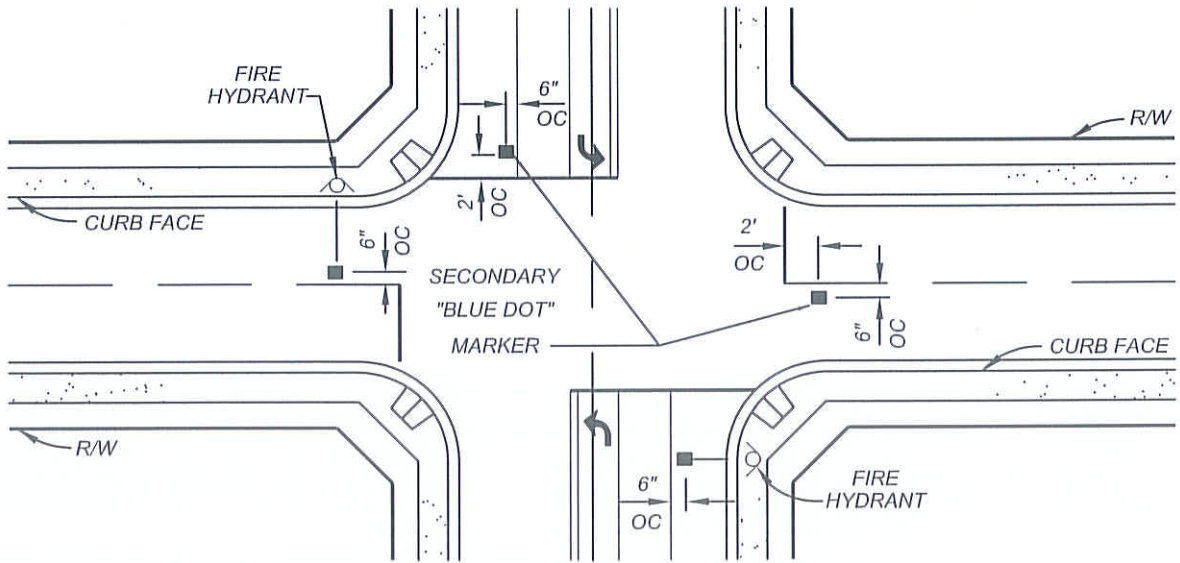 FIRE
HYDRANT
6"
OC
R/W
2'
OC
CURB FACE
6"
OC
SECONDARY
"BLUE DOT"
MARKER
2'
OC
6"
OC
CURB FACE
R/W
6"
OC
FIRE
HYDRANT